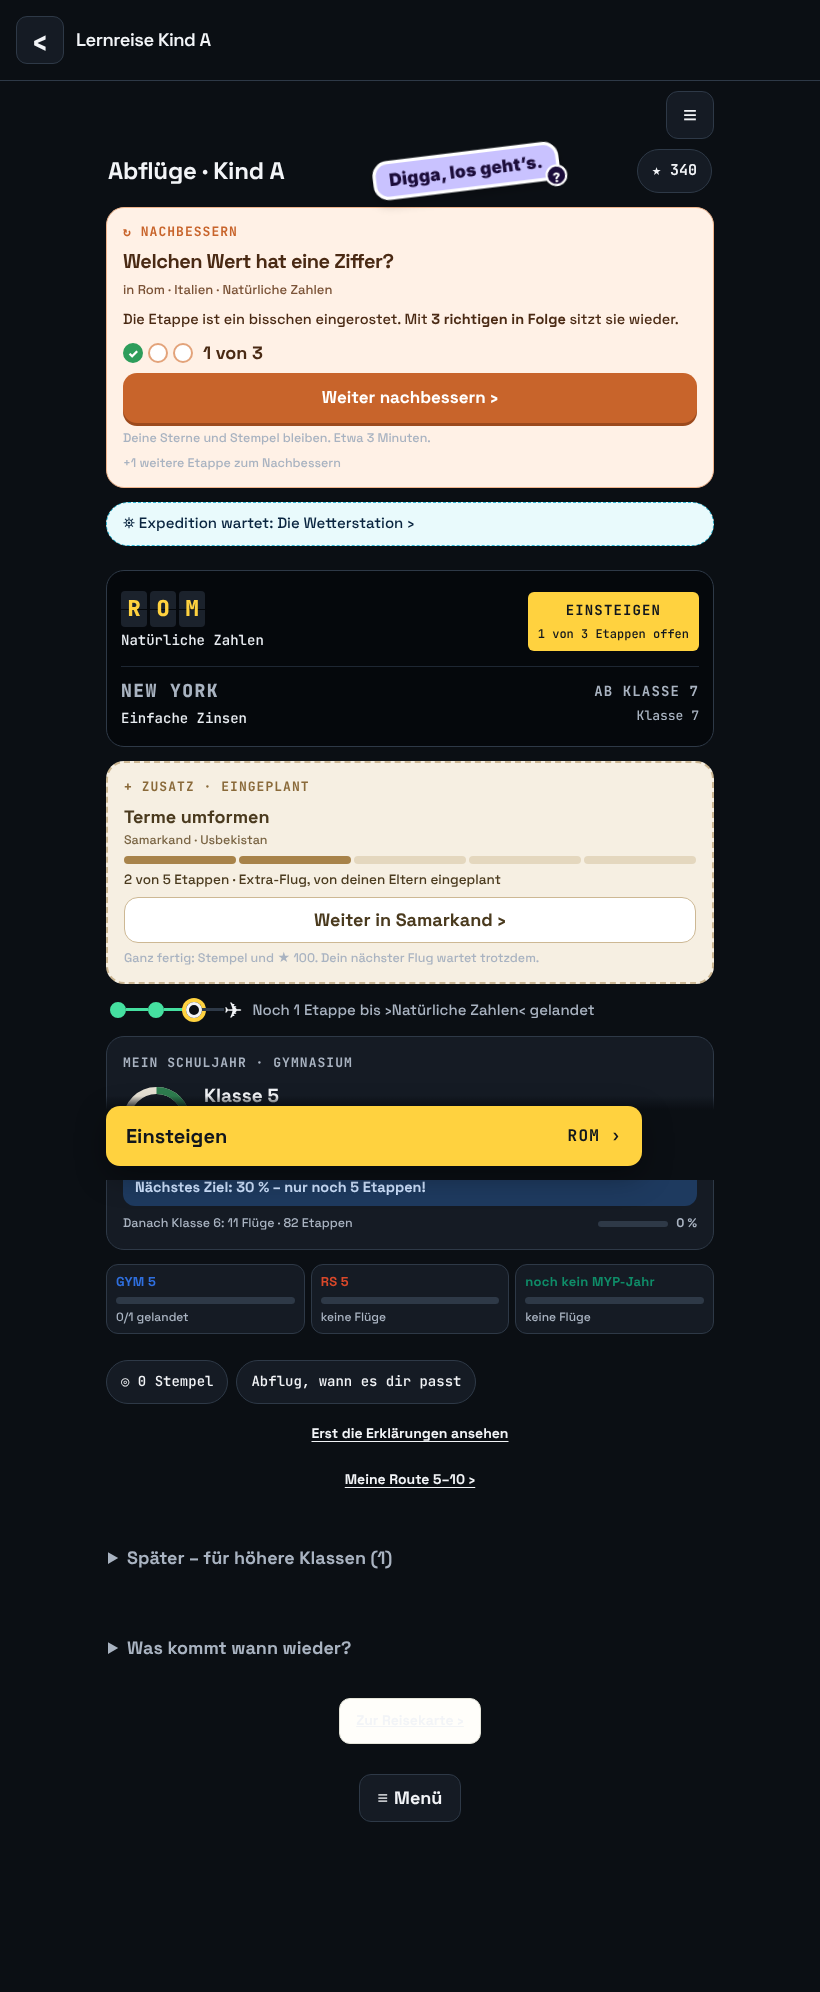 < Lernreise Kind A
≡
Abflüge · Kind A
Digga, los geht's.
?
★ 340
↻ NACHBESSERN
Welchen Wert hat eine Ziffer?
in Rom · Italien · Natürliche Zahlen
Die Etappe ist ein bisschen eingerostet. Mit 3 richtigen in Folge sitzt sie wieder.
✓ 1 von 3
Weiter nachbessern >
Deine Sterne und Stempel bleiben. Etwa 3 Minuten.
+1 weitere Etappe zum Nachbessern
⛯ Expedition wartet: Die Wetterstation >
ROM
Natürliche Zahlen
EINSTEIGEN
1 von 3 Etappen offen
NEW YORK
Einfache Zinsen
AB KLASSE 7
Klasse 7
+ ZUSATZ · EINGEPLANT
Terme umformen
Samarkand · Usbekistan
2 von 5 Etappen · Extra-Flug, von deinen Eltern eingeplant
Weiter in Samarkand >
Ganz fertig: Stempel und ★ 100. Dein nächster Flug wartet trotzdem.
✈ Noch 1 Etappe bis ›Natürliche Zahlen‹ gelandet
MEIN SCHULJAHR · GYMNASIUM
Klasse 5
Einsteigen
ROM ›
Nächstes Ziel: 30 % – nur noch 5 Etappen!
Danach Klasse 6: 11 Flüge · 82 Etappen
0 %
GYM 5
0/1 gelandet
RS 5
keine Flüge
noch kein MYP-Jahr
keine Flüge
◎ 0 Stempel
Abflug, wann es dir passt
Erst die Erklärungen ansehen
Meine Route 5–10 >
▶ Später – für höhere Klassen (1)
▶ Was kommt wann wieder?
Zur Reisekarte >
≡ Menü